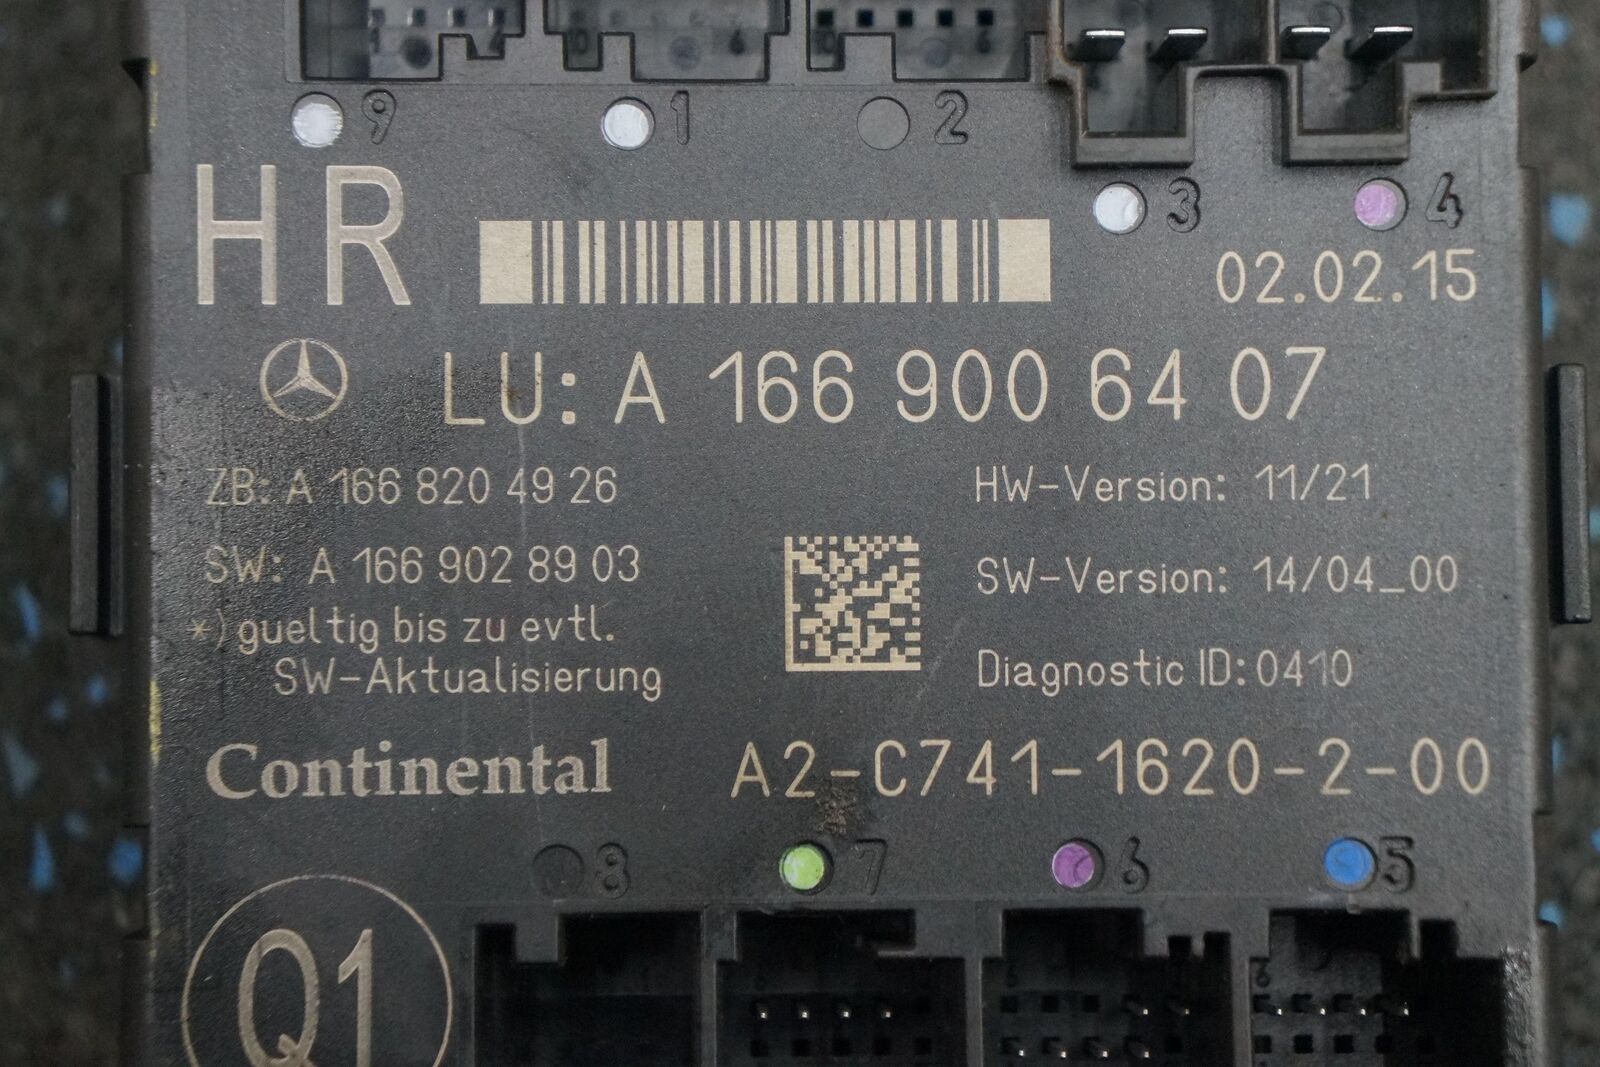 9 1 2
3 4
HR
02.02.15
LU: A 166 900 64 07
ZB: A 166 820 49 26
HW-Version: 11/21
SW: A 166 902 89 03
SW-Version: 14/04_00
*) gueltig bis zu evtl.
SW-Aktualisierung
Diagnostic ID:0410
Continental
A2-C741-1620-2-00
8 7 6 5
Q1